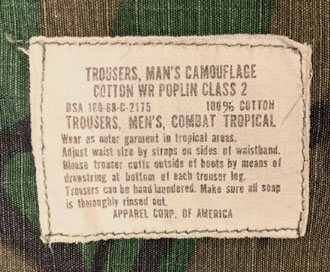 TROUSERS, MAN'S CAMOUFLAGE
COTTON WR POPLIN CLASS 2
DSA 100-68-C-2175 100% COTTON
TROUSERS, MEN'S, COMBAT TROPICAL
Wear as outer garment in tropical areas.
Adjust waist size by straps on sides of waistband.
Blouse trouser cuffs outside of boots by means of
drawstring at bottom of each trouser leg.
Trousers can be hand laundered. Make sure all soap
is thoroughly rinsed out.
APPAREL CORP. OF AMERICA